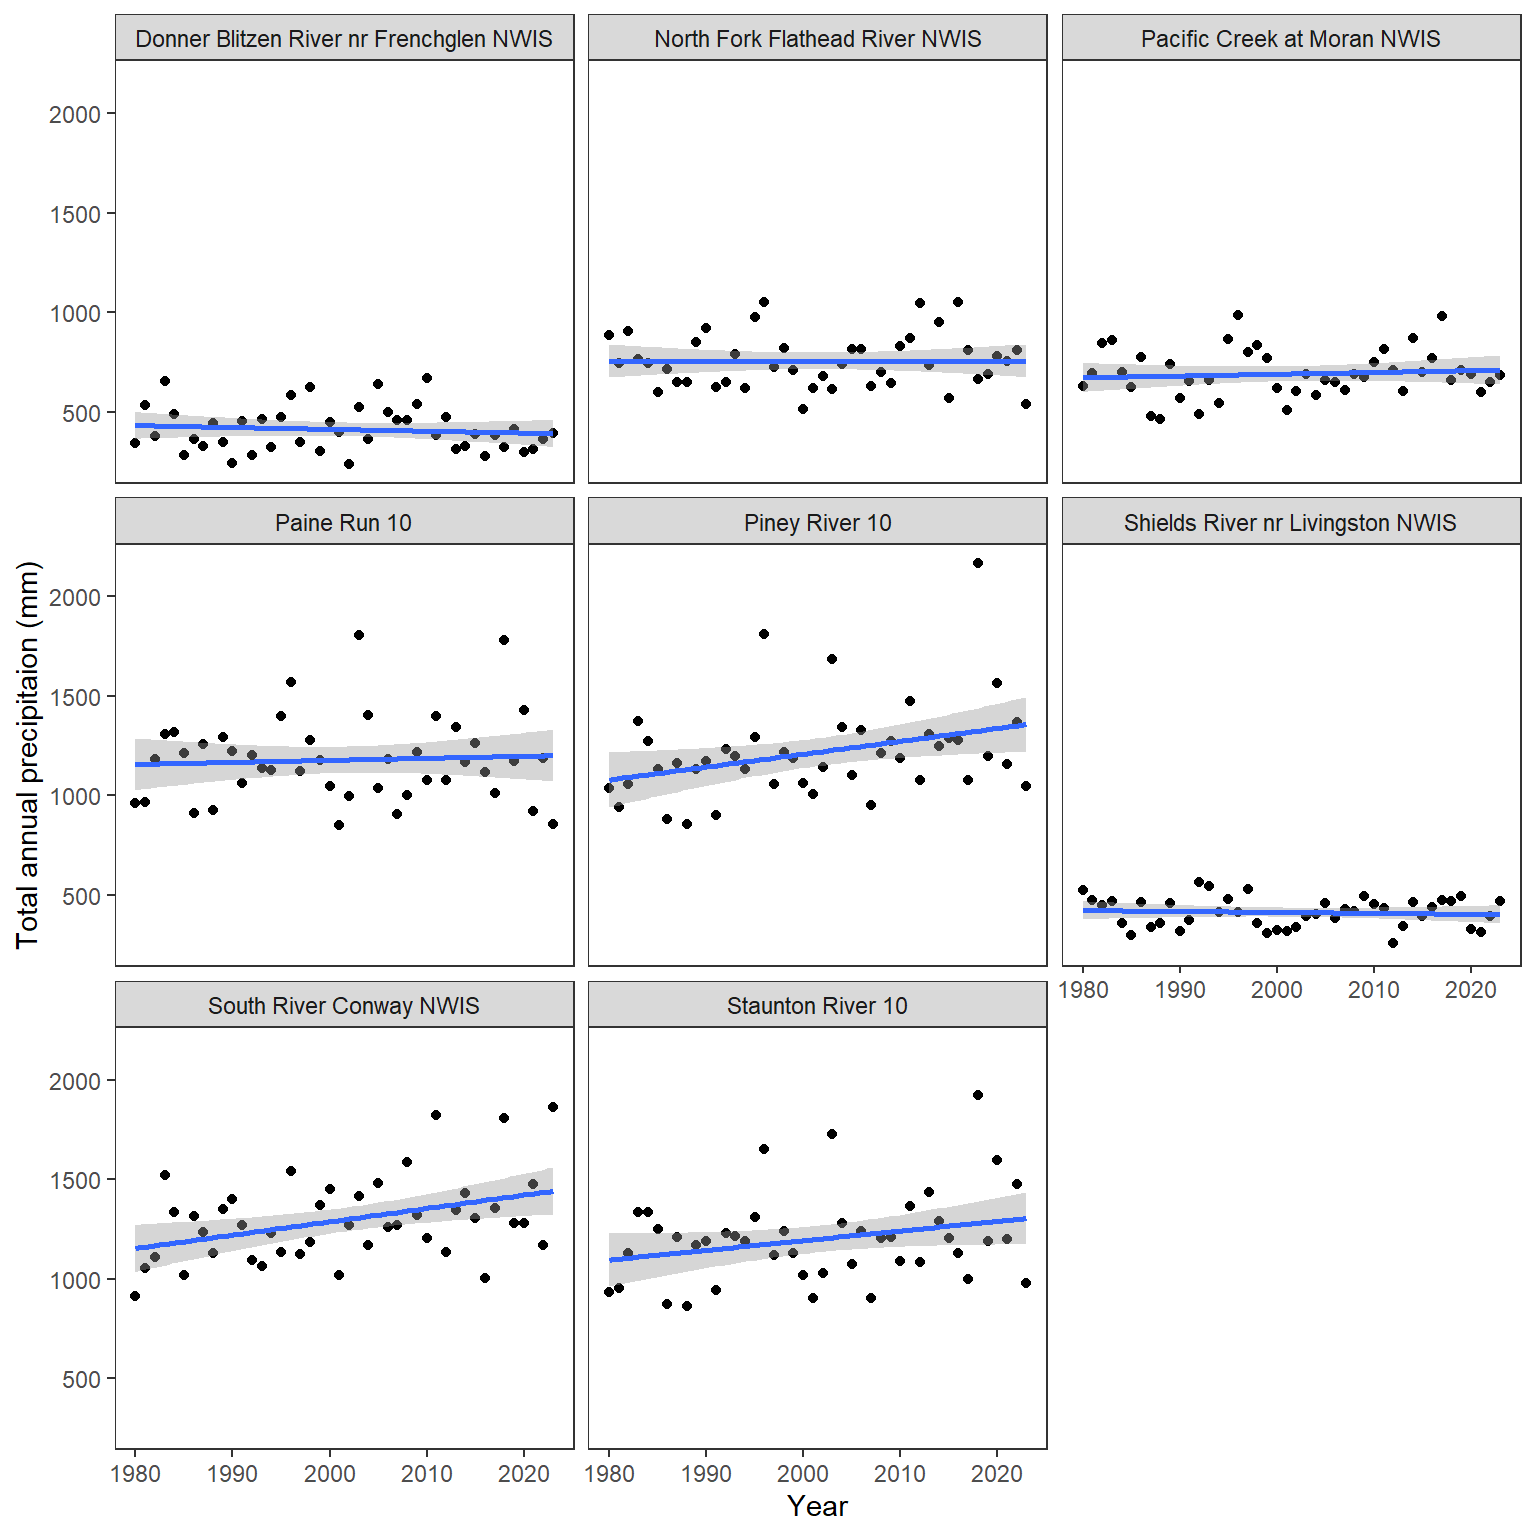 Donner Blitzen River nr Frenchglen NWIS
North Fork Flathead River NWIS
Pacific Creek at Moran NWIS
2000
1500
1000
500
Paine Run 10
Piney River 10
Shields River nr Livingston NWIS
2000
1500
1000
500
1980 1990 2000 2010 2020
South River Conway NWIS
Staunton River 10
2000
1500
1000
500
1980 1990 2000 2010 2020
1980 1990 2000 2010 2020
Year
Total annual precipitaion (mm)